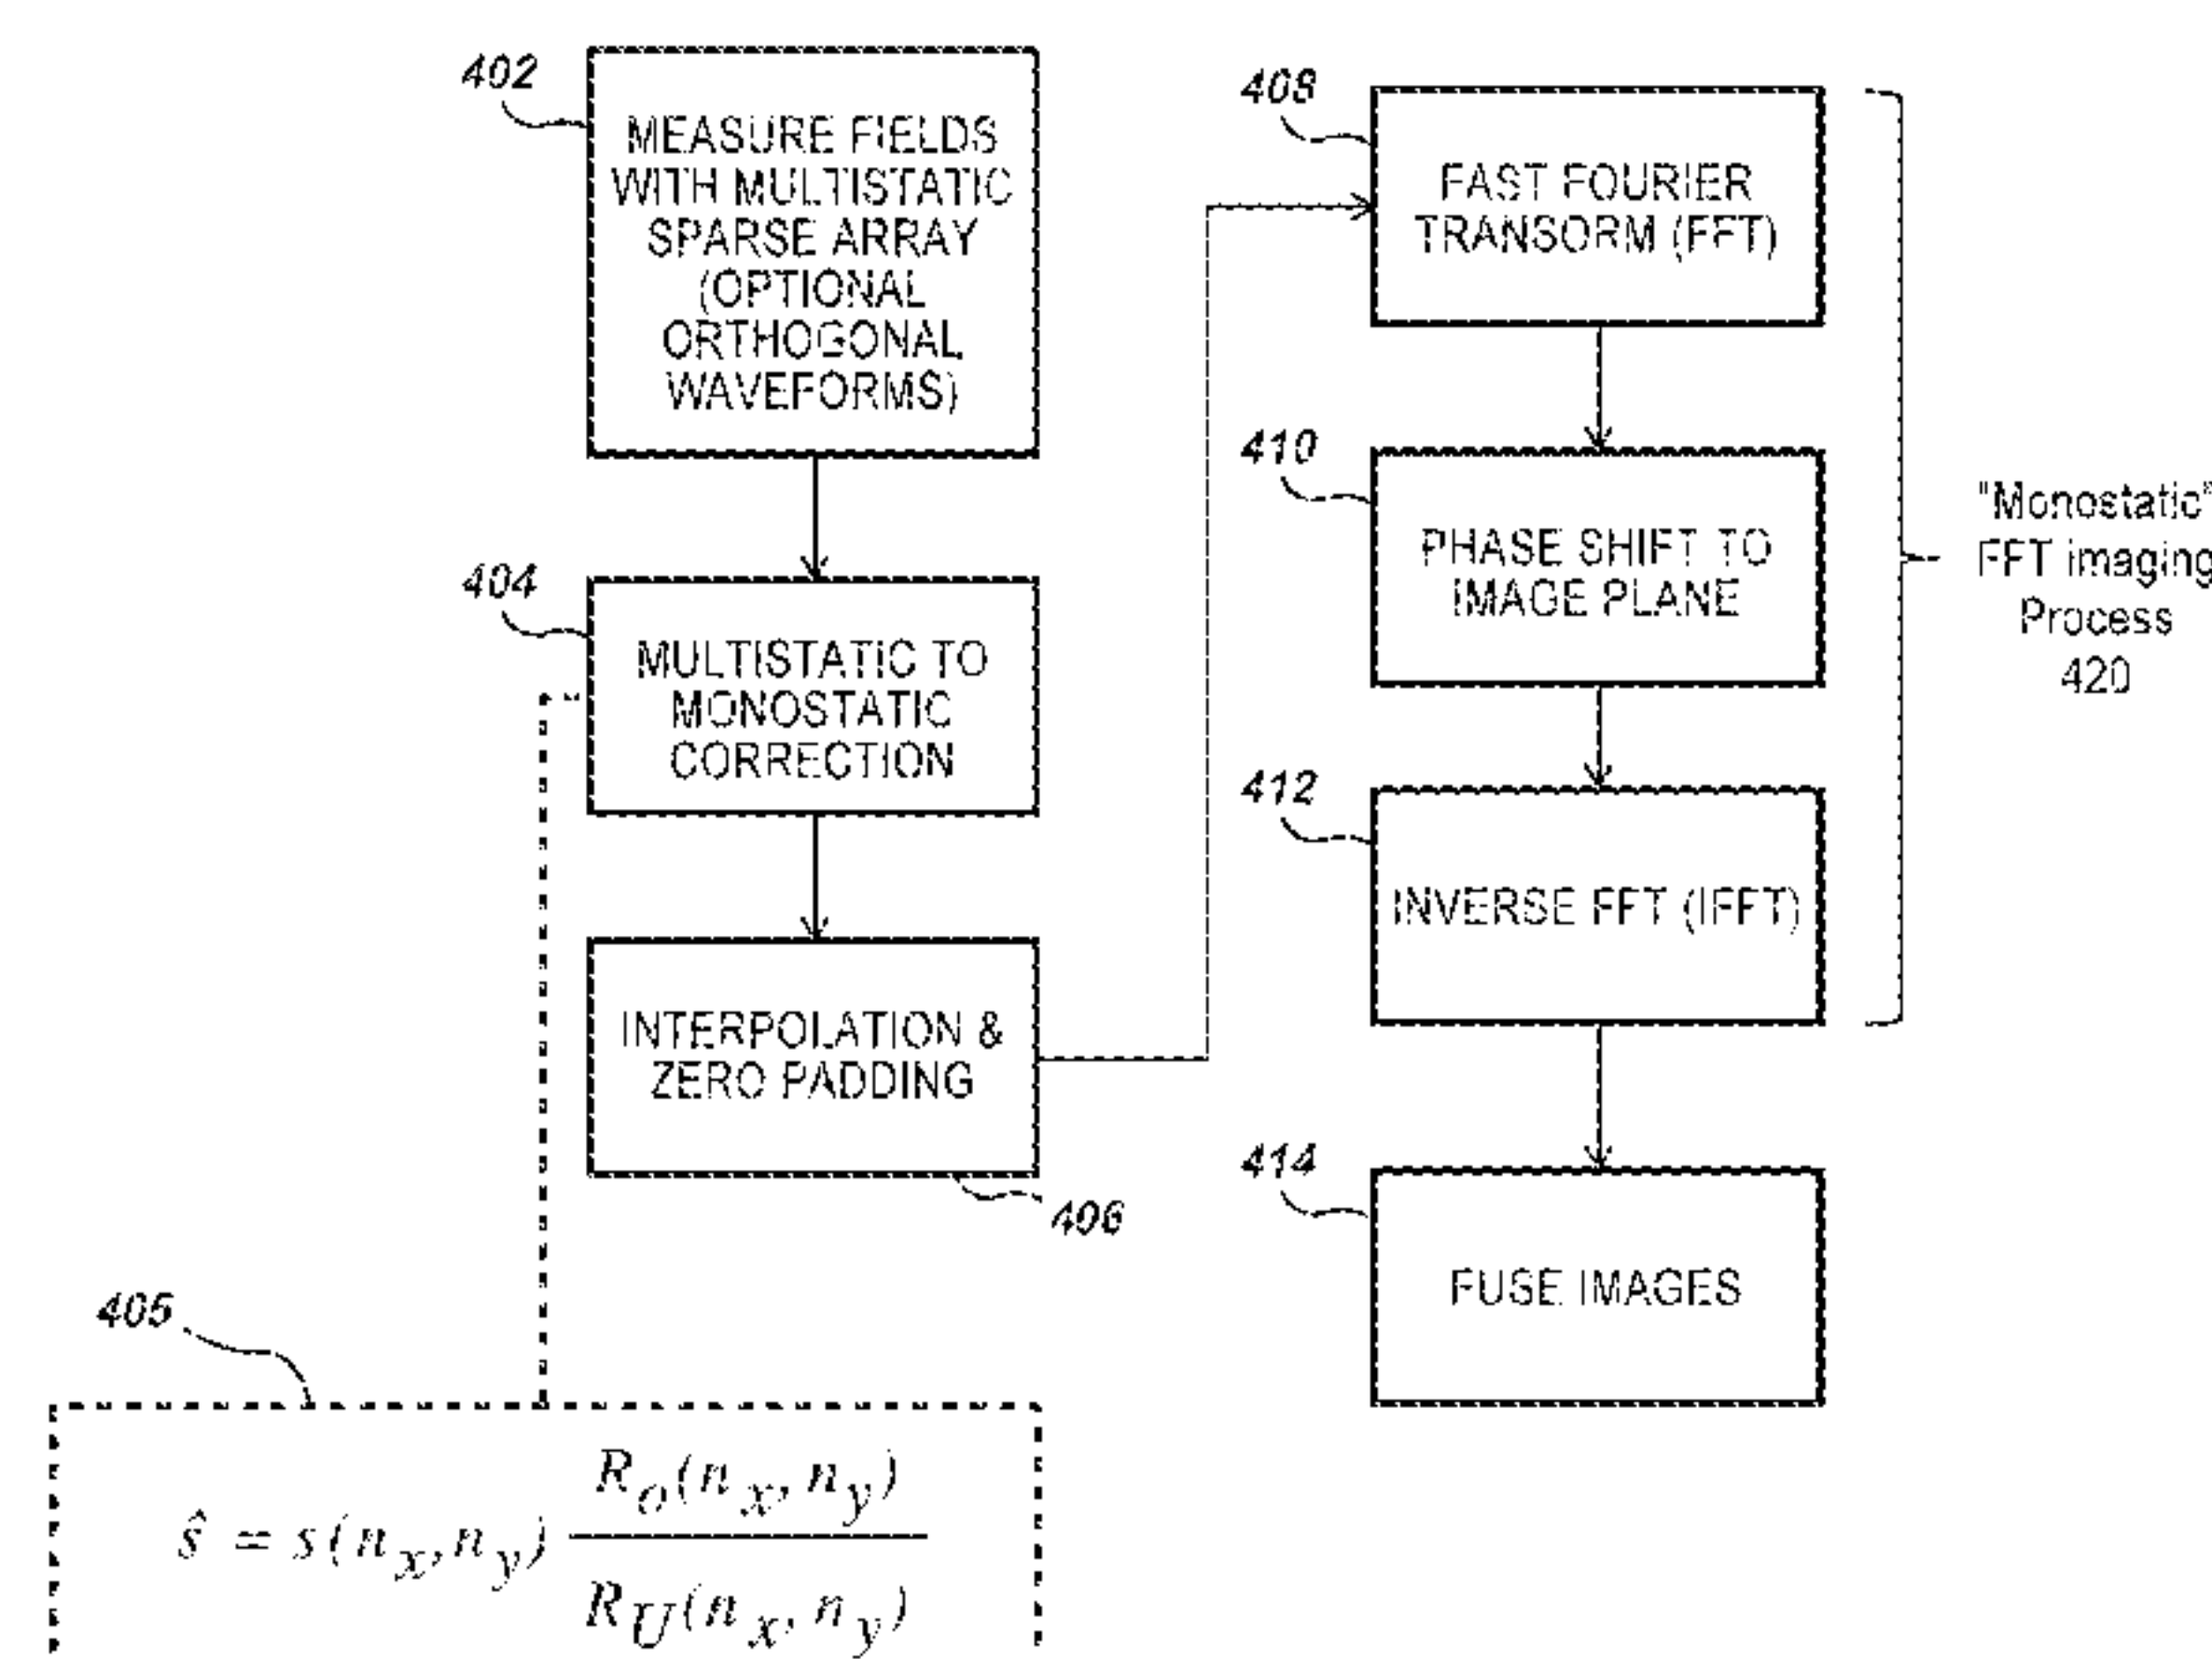 402
MEASURE FIELDS
WITH MULTISTATIC
SPARSE ARRAY
(OPTIONAL
ORTHOGONAL
WAVEFORMS)
404
MULTISTATIC TO
MONOSTATIC
CORRECTION
INTERPOLATION &
ZERO PADDING
406
405
ŝ = s(n_x, n_y) R_o(n_x, n_y) / R_U(n_x, n_y)
408
FAST FOURIER
TRANSORM (FFT)
410
PHASE SHIFT TO
IMAGE PLANE
412
INVERSE FFT (IFFT)
414
FUSE IMAGES
"Monostatic"
FFT imaging
Process
420